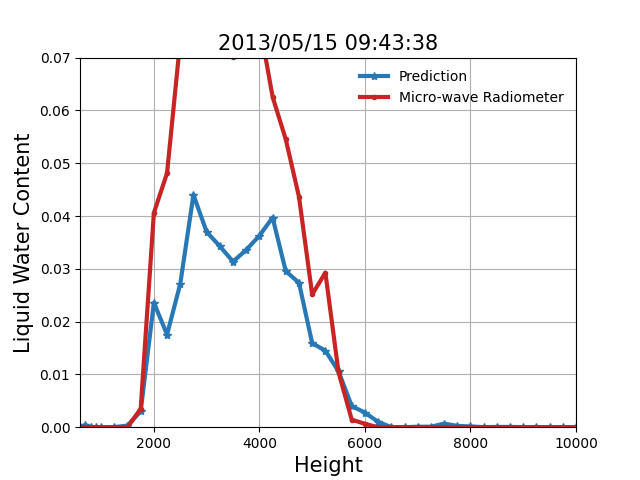 2013/05/15 09:43:38
0.07
0.06
0.05
0.04
0.03
0.02
0.01
0.00
Liquid Water Content
Prediction
Micro-wave Radiometer
2000 4000 6000 8000 10000
Height